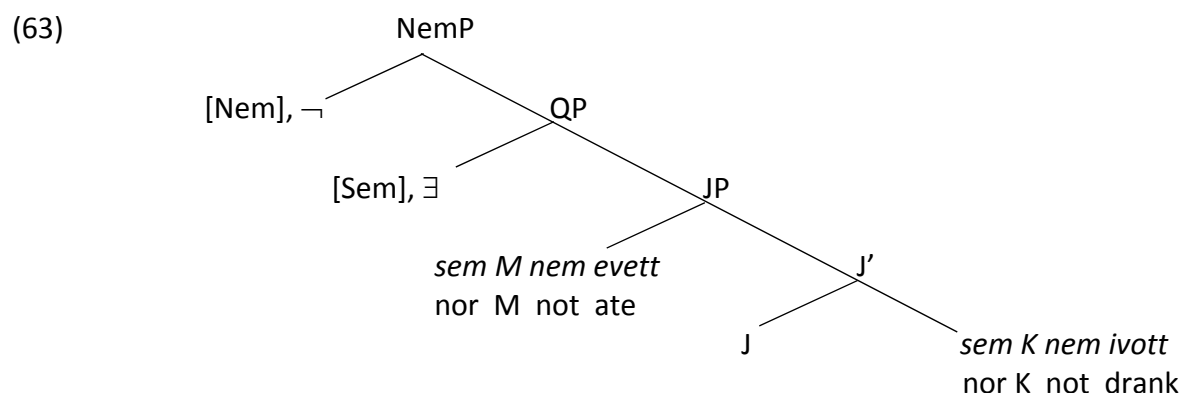 (63)
NemP
[Nem], ¬
QP
[Sem], ∃
JP
sem M nem evett
nor M not ate
J’
J
sem K nem ivott
nor K not drank